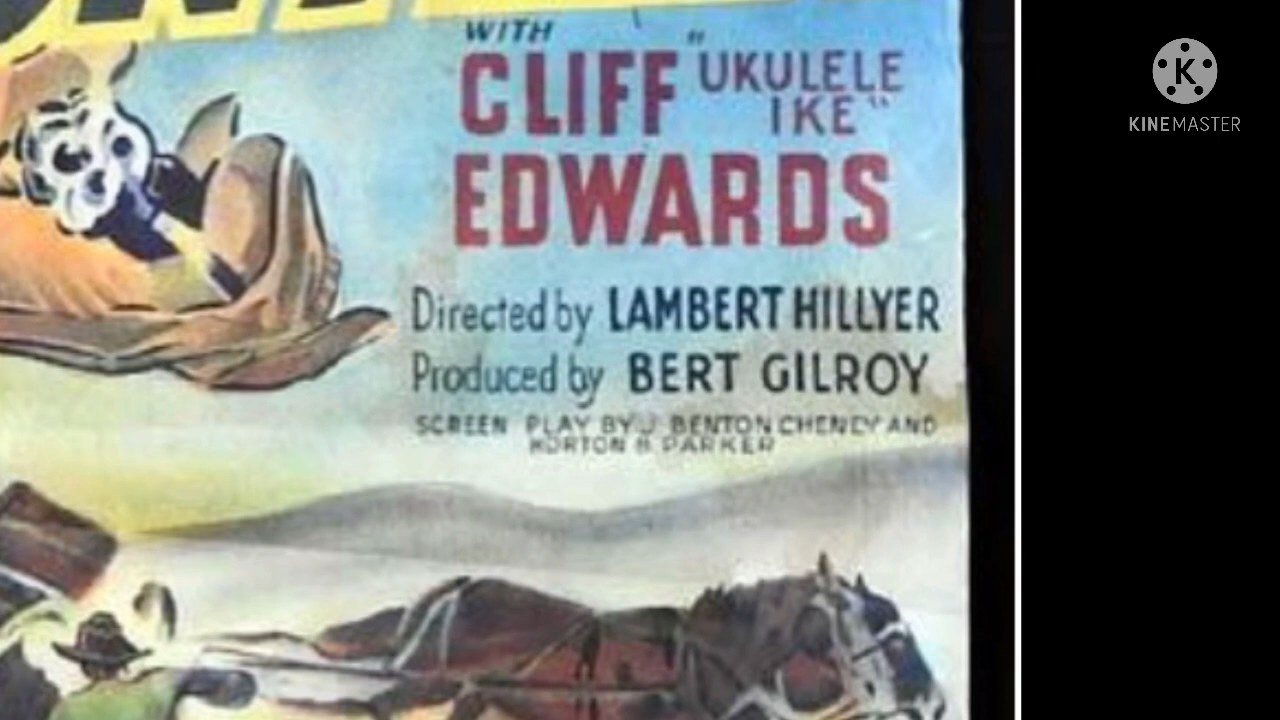 WITH
CLIFF "UKULELE IKE"
EDWARDS
Directed by LAMBERT HILLYER
Produced by BERT GILROY
SCREEN PLAY BY J. BENTON CHENEY AND
NORTON S. PARKER
K
KINEMASTER